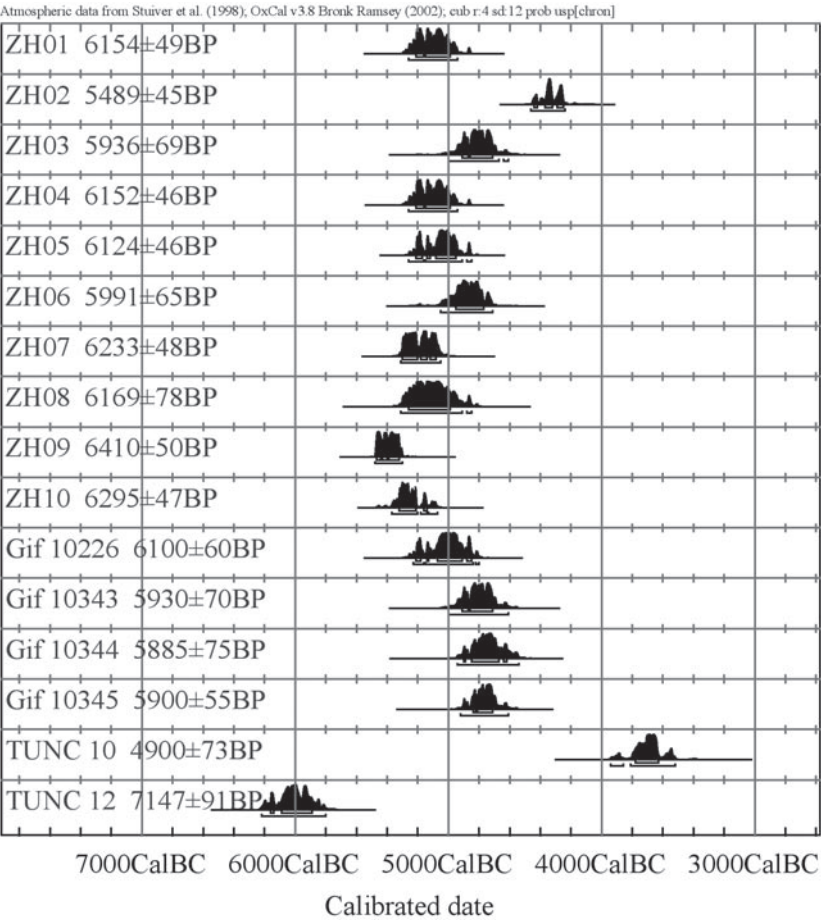 Atmospheric data from Stuiver et al. (1998); OxCal v3.8 Bronk Ramsey (2002); cub r:4 sd:12 prob usp[chron]
ZH01 6154±49BP
ZH02 5489±45BP
ZH03 5936±69BP
ZH04 6152±46BP
ZH05 6124±46BP
ZH06 5991±65BP
ZH07 6233±48BP
ZH08 6169±78BP
ZH09 6410±50BP
ZH10 6295±47BP
Gif 10226 6100±60BP
Gif 10343 5930±70BP
Gif 10344 5885±75BP
Gif 10345 5900±55BP
TUNC 10 4900±73BP
TUNC 12 7147±91BP
7000CalBC 6000CalBC 5000CalBC 4000CalBC 3000CalBC
Calibrated date